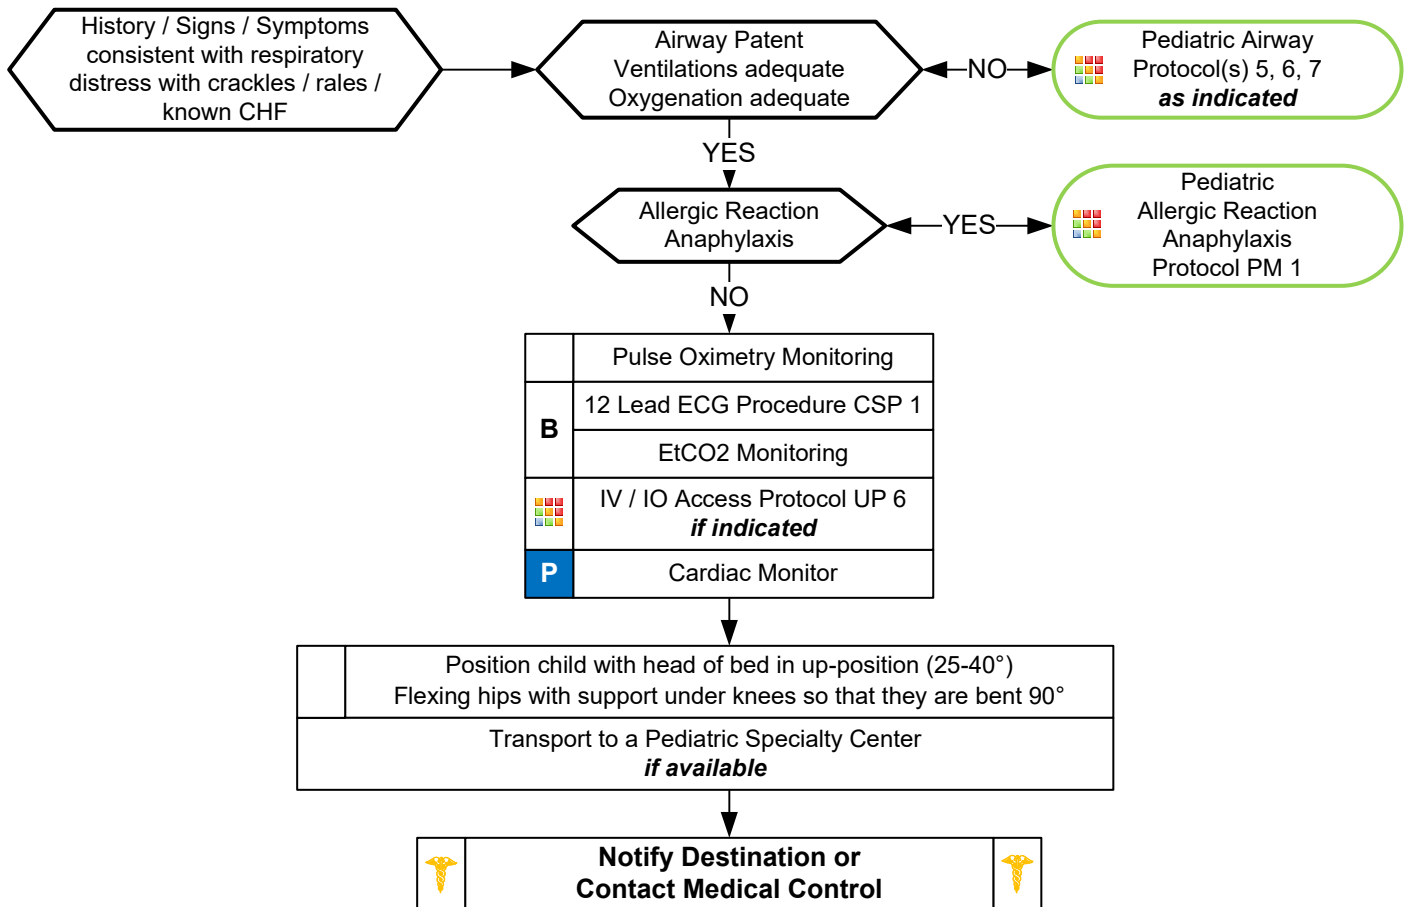 History / Signs / Symptoms
consistent with respiratory
distress with crackles / rales /
known CHF
Airway Patent
Ventilations adequate
Oxygenation adequate
NO
Pediatric Airway
Protocol(s) 5, 6, 7
as indicated
YES
Allergic Reaction
Anaphylaxis
YES
Pediatric
Allergic Reaction
Anaphylaxis
Protocol PM 1
NO
Pulse Oximetry Monitoring
B
12 Lead ECG Procedure CSP 1
EtCO2 Monitoring
IV / IO Access Protocol UP 6
if indicated
P
Cardiac Monitor
Position child with head of bed in up-position (25-40°)
Flexing hips with support under knees so that they are bent 90°
Transport to a Pediatric Specialty Center
if available
Notify Destination or
Contact Medical Control